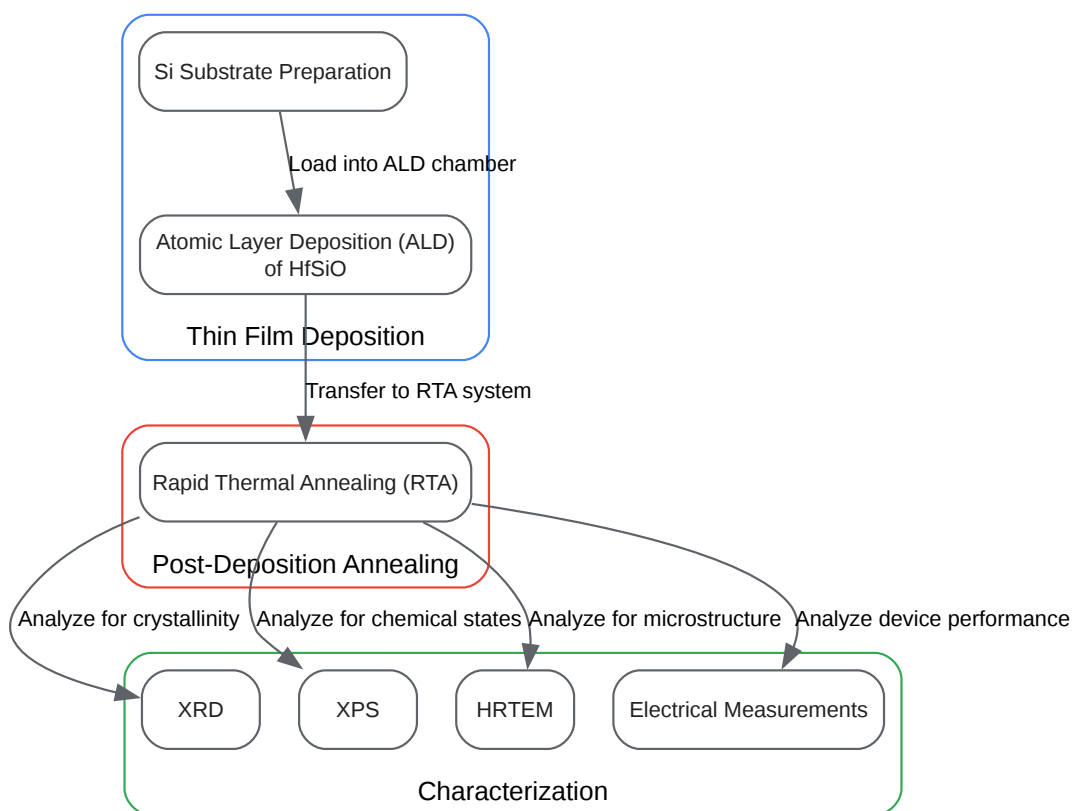 Si Substrate Preparation
Load into ALD chamber
Atomic Layer Deposition (ALD)
of HfSiO
Thin Film Deposition
Transfer to RTA system
Rapid Thermal Annealing (RTA)
Post-Deposition Annealing
Analyze for crystallinity
Analyze for chemical states
Analyze for microstructure
Analyze device performance
XRD
XPS
HRTEM
Electrical Measurements
Characterization